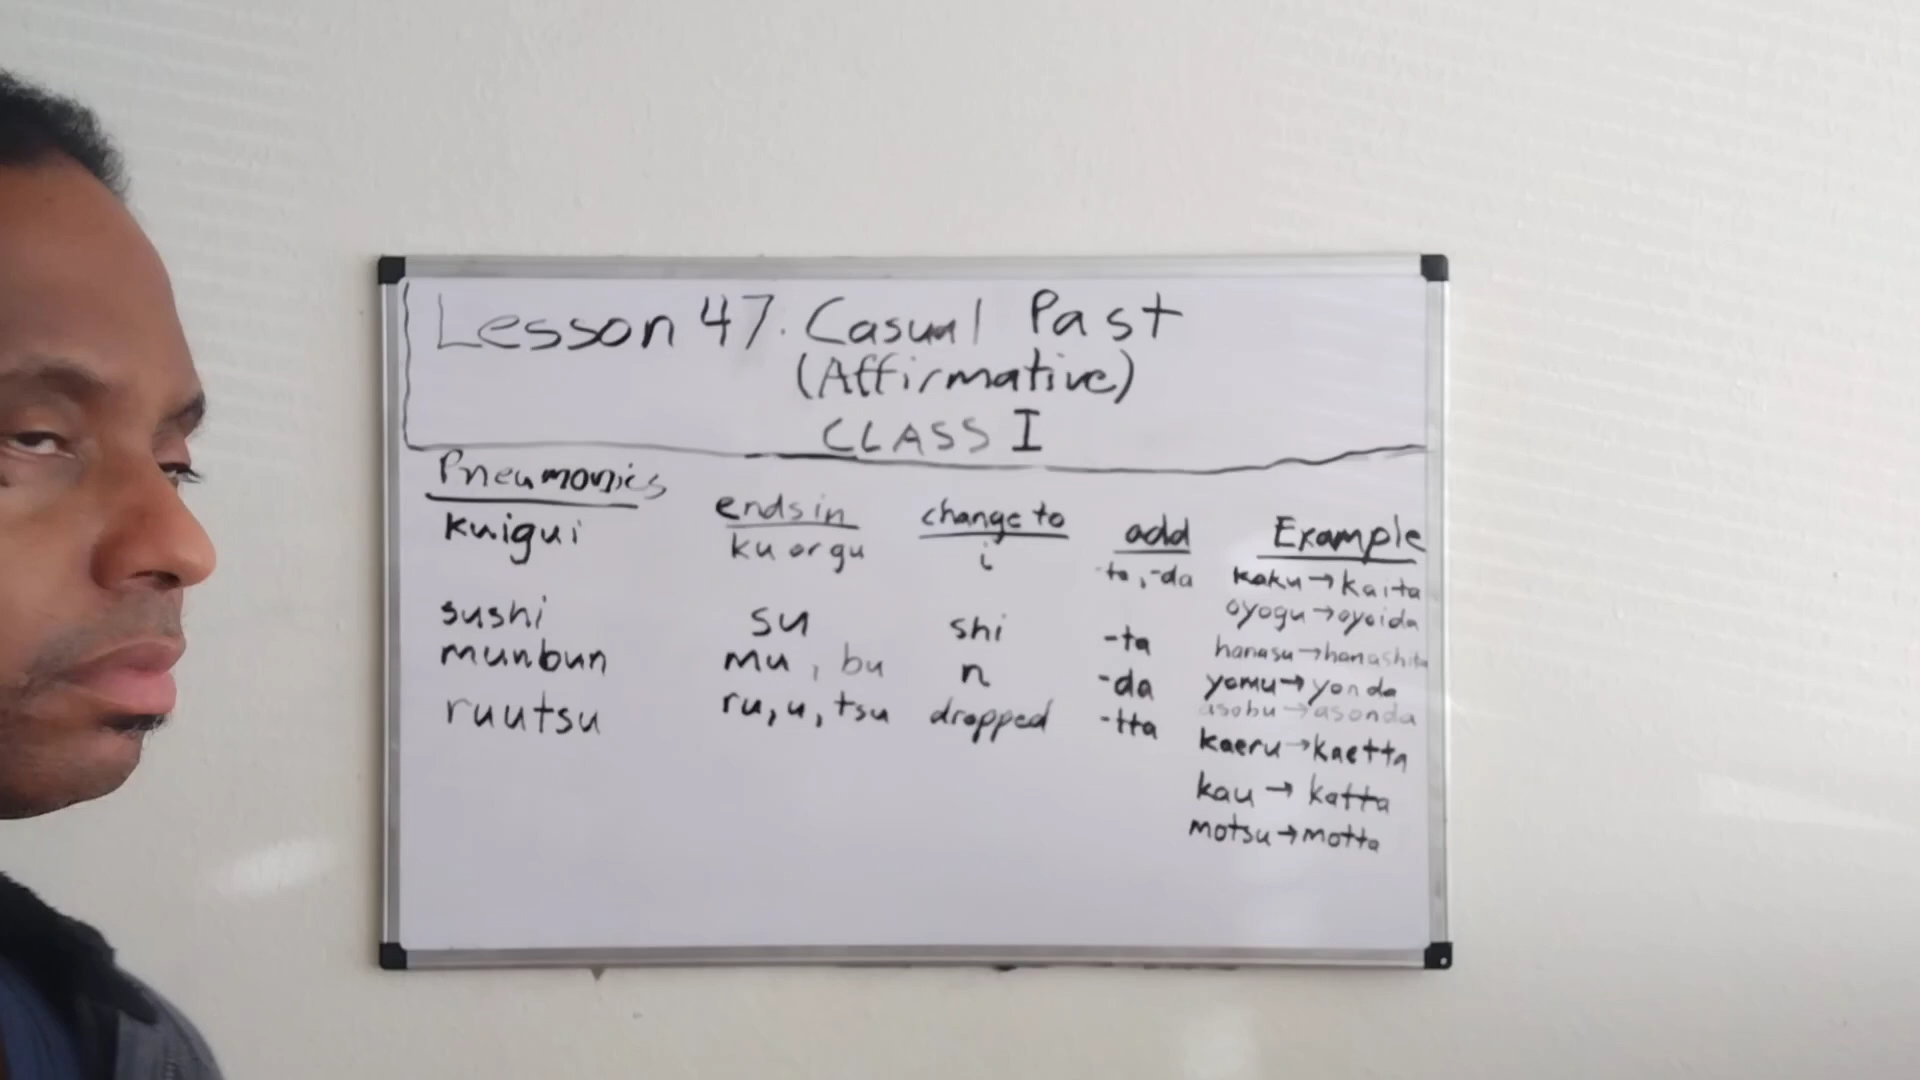 Lesson 47. Casual Past
(Affirmative)
CLASS I
Pneumonics ends in change to add Example
kuigui ku or gu i -ta, -da kaku → kaita
oyogu → oyoida
sushi su shi -ta hanasu → hanashita
munbun mu, bu n -da yomu → yonda
asobu → asonda
ruutsu ru, u, tsu dropped -tta kaeru → kaetta
kau → katta
motsu → motta